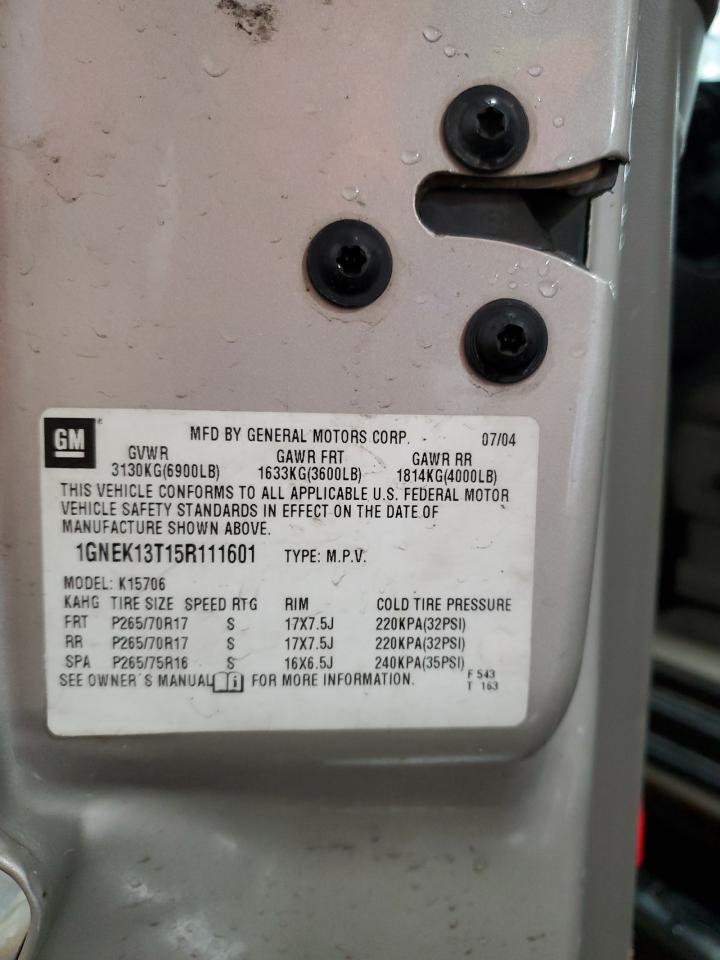 GM
MFD BY GENERAL MOTORS CORP. 07/04
GVWR GAWR FRT GAWR RR
3130KG(6900LB) 1633KG(3600LB) 1814KG(4000LB)
THIS VEHICLE CONFORMS TO ALL APPLICABLE U.S. FEDERAL MOTOR
VEHICLE SAFETY STANDARDS IN EFFECT ON THE DATE OF
MANUFACTURE SHOWN ABOVE.
1GNEK13T15R111601 TYPE: M.P.V.
MODEL: K15706
KAHG TIRE SIZE SPEED RTG RIM COLD TIRE PRESSURE
FRT P265/70R17 S 17X7.5J 220KPA(32PSI)
RR P265/70R17 S 17X7.5J 220KPA(32PSI)
SPA P265/75R16 S 16X6.5J 240KPA(35PSI)
SEE OWNER'S MANUAL i FOR MORE INFORMATION.
F 543
T 163